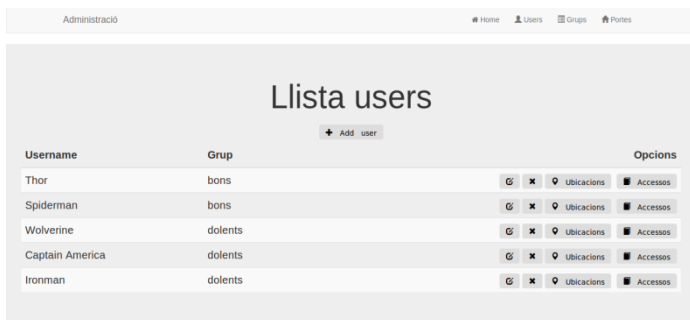 Administració Home Users Grups Portes
Llista users
Add user
Username Grup Opcions
Thor bons Ubicacions Accessos
Spiderman bons Ubicacions Accessos
Wolverine dolents Ubicacions Accessos
Captain America dolents Ubicacions Accessos
Ironman dolents Ubicacions Accessos